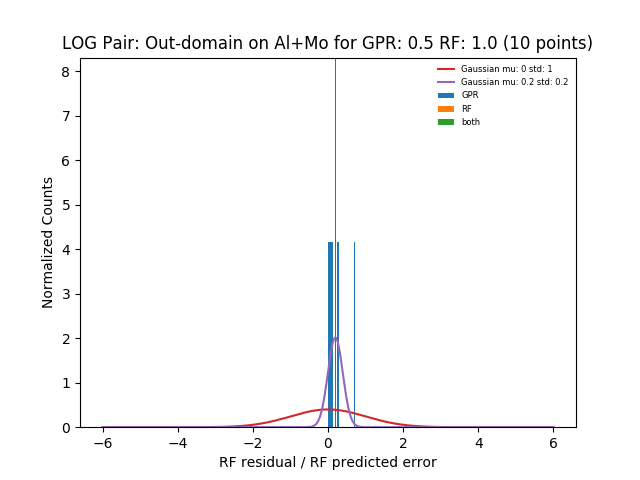 LOG Pair: Out-domain on Al+Mo for GPR: 0.5 RF: 1.0 (10 points)
Gaussian mu: 0 std: 1
Gaussian mu: 0.2 std: 0.2
GPR
RF
both
Normalized Counts
8
7
6
5
4
3
2
1
0
−6 −4 −2 0 2 4 6
RF residual / RF predicted error